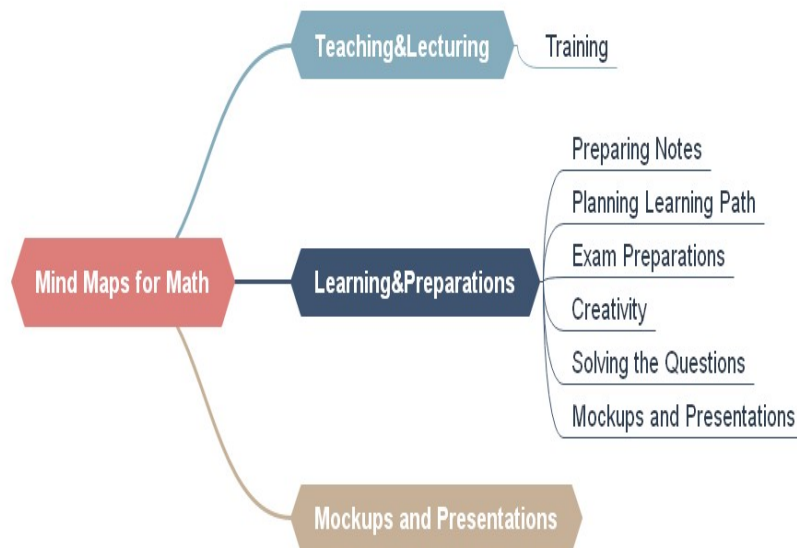 Teaching&Lecturing
Training
Mind Maps for Math
Learning&Preparations
Preparing Notes
Planning Learning Path
Exam Preparations
Creativity
Solving the Questions
Mockups and Presentations
Mockups and Presentations